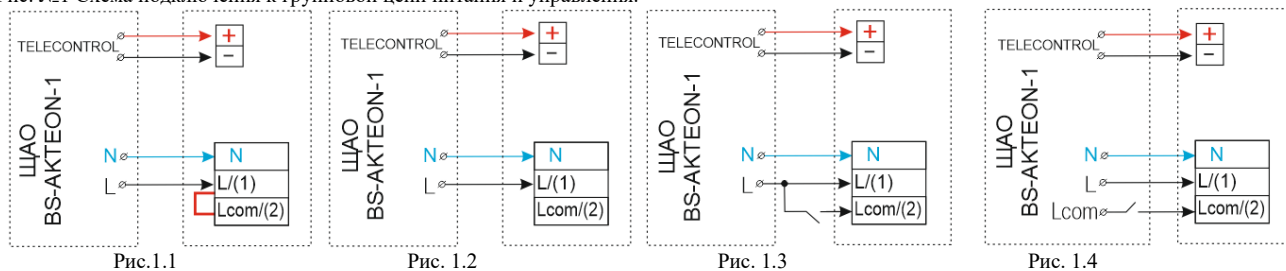 Рис. №1 Схема подключения к групповой цепи питания и управления.
TELECONTROL
+
−
ЩАО
BS-AKTEON-1
N
N
L
L/(1)
Lcom/(2)
Рис.1.1
TELECONTROL
+
−
ЩАО
BS-AKTEON-1
N
N
L
L/(1)
Lcom/(2)
Рис. 1.2
TELECONTROL
+
−
ЩАО
BS-AKTEON-1
N
N
L
L/(1)
Lcom/(2)
Рис. 1.3
TELECONTROL
+
−
ЩАО
BS-AKTEON-1
N
N
L
L/(1)
Lcom
Lcom/(2)
Рис. 1.4